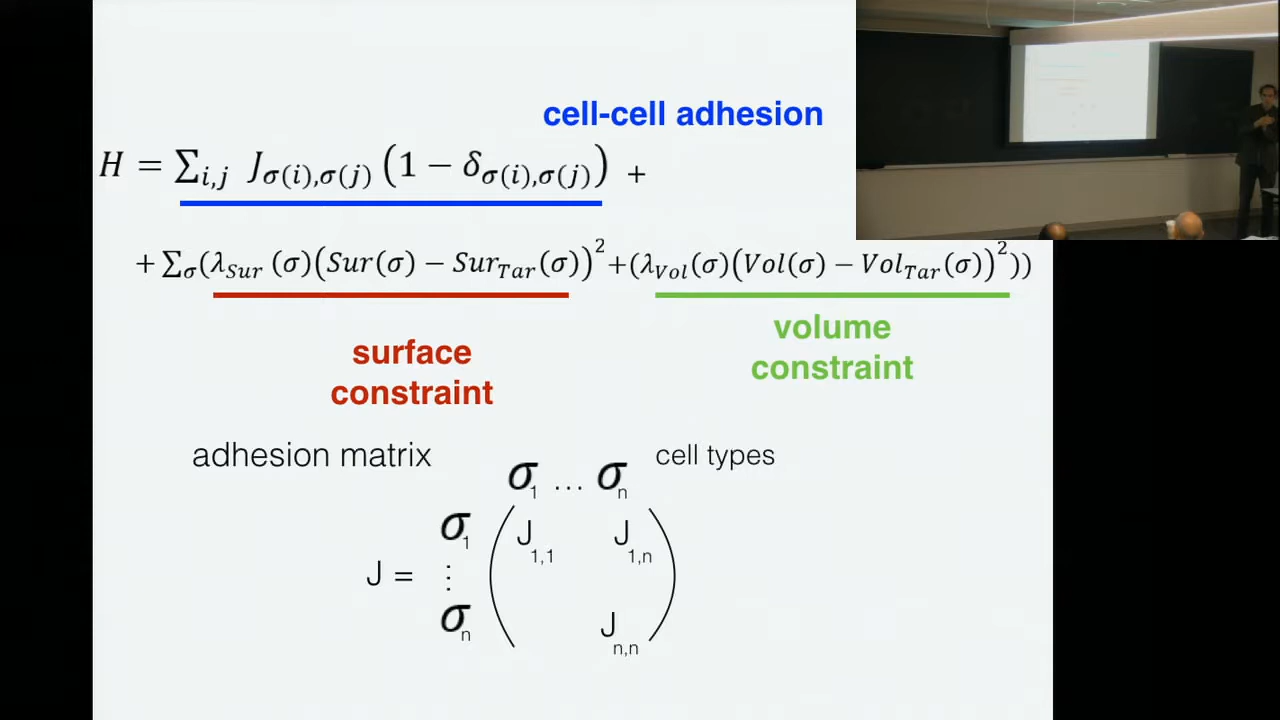 cell-cell adhesion
H = ∑i,j Jσ(i),σ(j) (1 − δσ(i),σ(j)) +
+ ∑σ(λSur (σ)(Sur(σ) − SurTar(σ))²+(λVol(σ)(Vol(σ) − VolTar(σ))²))
surface constraint
volume constraint
adhesion matrix
σ1 … σn cell types
σ1 J1,1 J1,n
J = ⋮
σn Jn,n